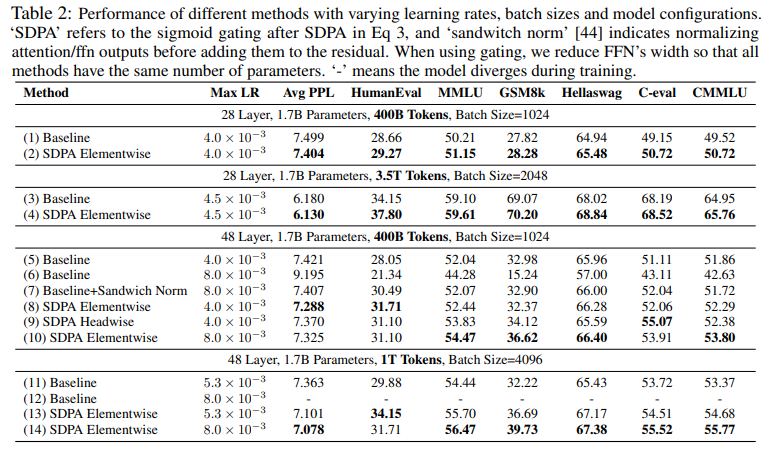 Table 2: Performance of different methods with varying learning rates, batch sizes and model configurations.
‘SDPA’ refers to the sigmoid gating after SDPA in Eq 3, and ‘sandwitch norm’ [44] indicates normalizing
attention/ffn outputs before adding them to the residual. When using gating, we reduce FFN’s width so that all
methods have the same number of parameters. ‘-’ means the model diverges during training.
Method Max LR Avg PPL HumanEval MMLU GSM8k Hellaswag C-eval CMMLU
28 Layer, 1.7B Parameters, 400B Tokens, Batch Size=1024
(1) Baseline 4.0 × 10⁻³ 7.499 28.66 50.21 27.82 64.94 49.15 49.52
(2) SDPA Elementwise 4.0 × 10⁻³ 7.404 29.27 51.15 28.28 65.48 50.72 50.72
28 Layer, 1.7B Parameters, 3.5T Tokens, Batch Size=2048
(3) Baseline 4.5 × 10⁻³ 6.180 34.15 59.10 69.07 68.02 68.19 64.95
(4) SDPA Elementwise 4.5 × 10⁻³ 6.130 37.80 59.61 70.20 68.84 68.52 65.76
48 Layer, 1.7B Parameters, 400B Tokens, Batch Size=1024
(5) Baseline 4.0 × 10⁻³ 7.421 28.05 52.04 32.98 65.96 51.11 51.86
(6) Baseline 8.0 × 10⁻³ 9.195 21.34 44.28 15.24 57.00 43.11 42.63
(7) Baseline+Sandwich Norm 8.0 × 10⁻³ 7.407 30.49 52.07 32.90 66.00 52.04 51.72
(8) SDPA Elementwise 4.0 × 10⁻³ 7.288 31.71 52.44 32.37 66.28 52.06 52.29
(9) SDPA Headwise 4.0 × 10⁻³ 7.370 31.10 53.83 34.12 65.59 55.07 52.38
(10) SDPA Elementwise 8.0 × 10⁻³ 7.325 31.10 54.47 36.62 66.40 53.91 53.80
48 Layer, 1.7B Parameters, 1T Tokens, Batch Size=4096
(11) Baseline 5.3 × 10⁻³ 7.363 29.88 54.44 32.22 65.43 53.72 53.37
(12) Baseline 8.0 × 10⁻³ - - - - - - -
(13) SDPA Elementwise 5.3 × 10⁻³ 7.101 34.15 55.70 36.69 67.17 54.51 54.68
(14) SDPA Elementwise 8.0 × 10⁻³ 7.078 31.71 56.47 39.73 67.38 55.52 55.77